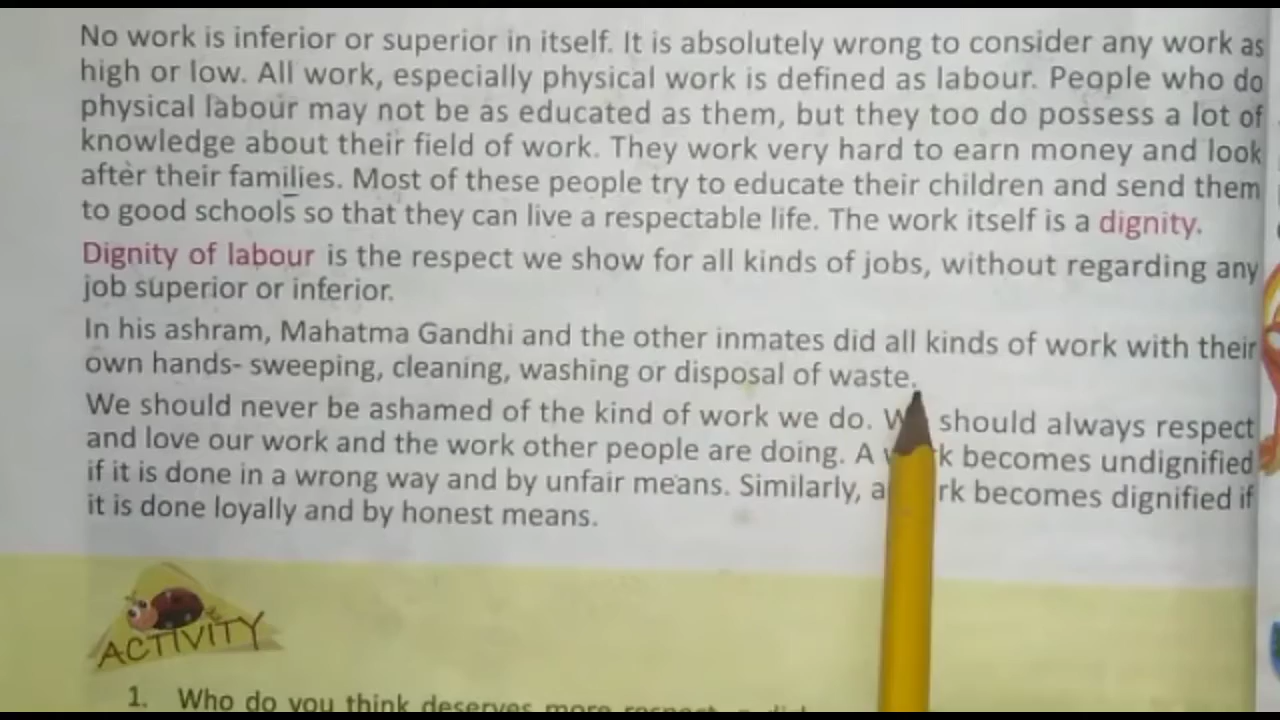 No work is inferior or superior in itself. It is absolutely wrong to consider any work as
high or low. All work, especially physical work is defined as labour. People who do
physical labour may not be as educated as them, but they too do possess a lot of
knowledge about their field of work. They work very hard to earn money and look
after their families. Most of these people try to educate their children and send them
to good schools so that they can live a respectable life. The work itself is a dignity.
Dignity of labour is the respect we show for all kinds of jobs, without regarding any
job superior or inferior.
In his ashram, Mahatma Gandhi and the other inmates did all kinds of work with their
own hands- sweeping, cleaning, washing or disposal of waste.
We should never be ashamed of the kind of work we do. should always respect
and love our work and the work other people are doing. A becomes undignified
if it is done in a wrong way and by unfair means. Similarly, a becomes dignified if
it is done loyally and by honest means.
ACTIVITY
1. Who do you think deserves more